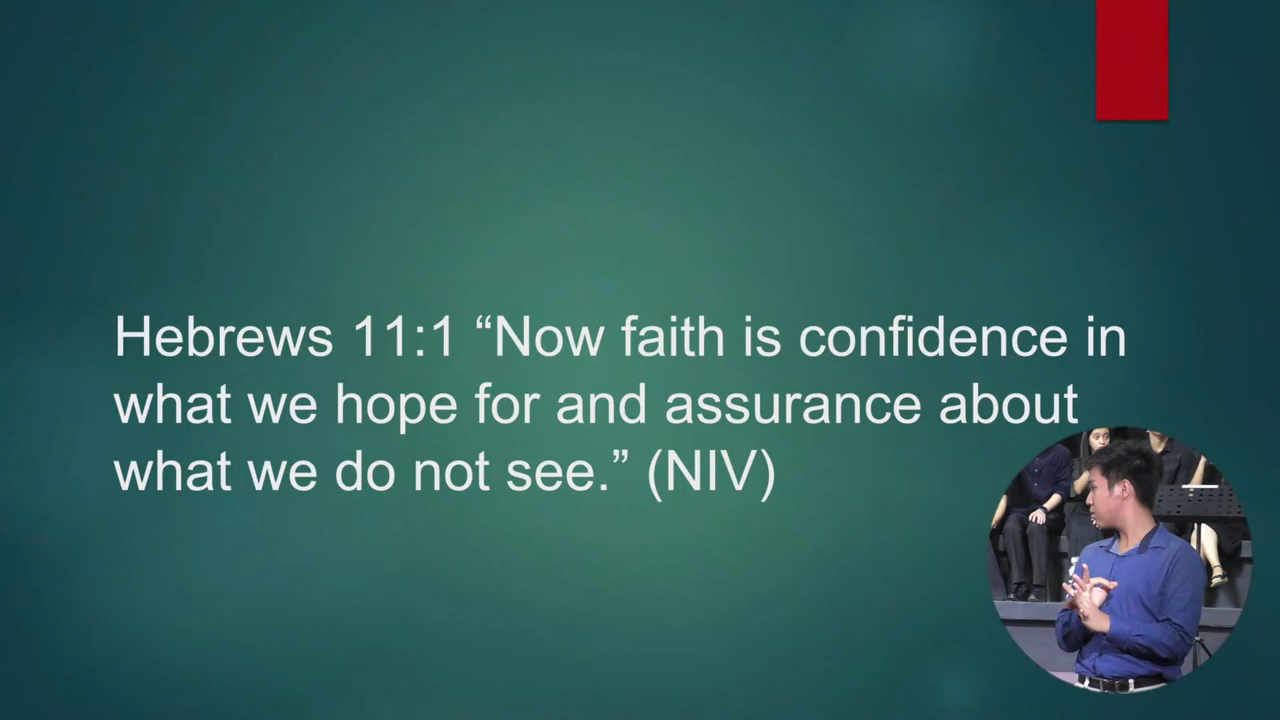 Hebrews 11:1 “Now faith is confidence in
what we hope for and assurance about
what we do not see.” (NIV)